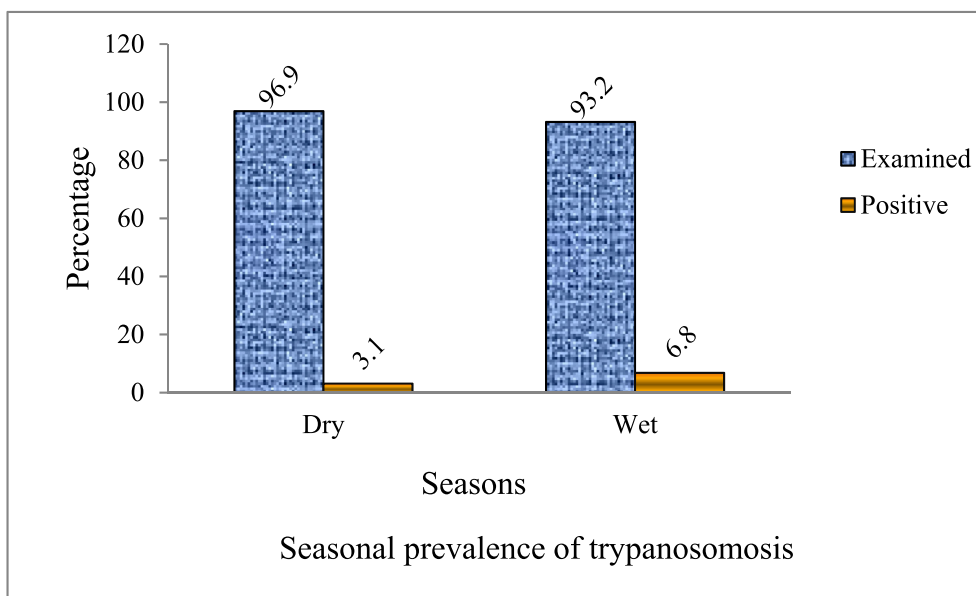 120
100
80
60
40
20
0
Percentage
96.9
3.1
93.2
6.8
Dry
Wet
Seasons
Examined
Positive
Seasonal prevalence of trypanosomosis